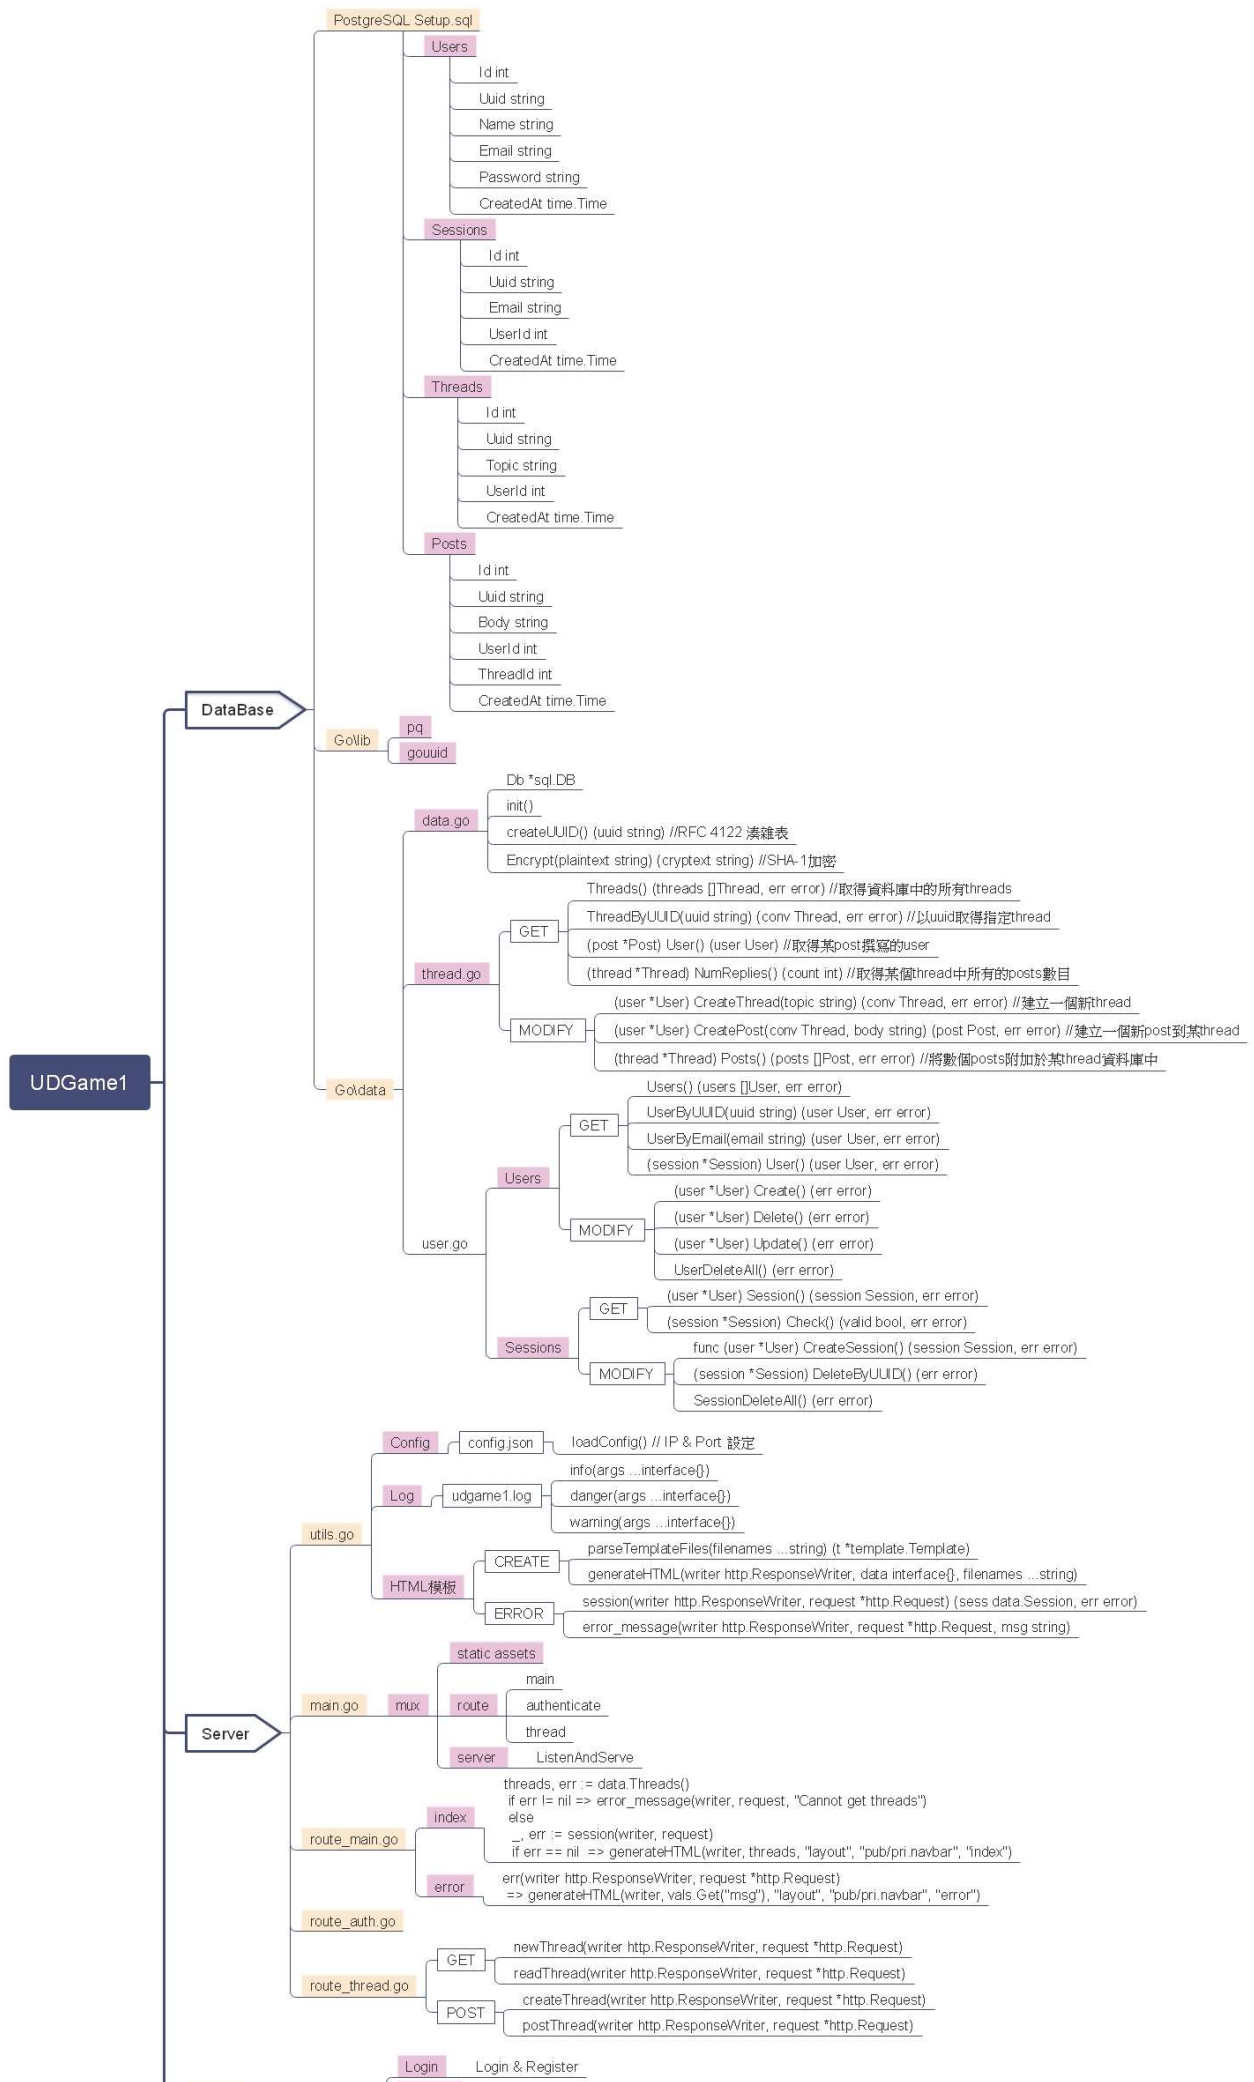 PostgreSQL Setup.sql
Users
Id int
Uuid string
Name string
Email string
Password string
CreatedAt time.Time
Sessions
Id int
Uuid string
Email string
UserId int
CreatedAt time.Time
Threads
Id int
Uuid string
Topic string
UserId int
CreatedAt time.Time
Posts
Id int
Uuid string
Body string
UserId int
ThreadId int
CreatedAt time.Time
DataBase
Go\lib
pq
gouuid
Db *sql.DB
init()
data.go
createUUID() (uuid string) //RFC 4122 湊雜表
Encrypt(plaintext string) (cryptext string) //SHA-1加密
Threads() (threads []Thread, err error) //取得資料庫中的所有threads
ThreadByUUID(uuid string) (conv Thread, err error) //以uuid取得指定thread
GET
(post *Post) User() (user User) //取得某post撰寫的user
(thread *Thread) NumReplies() (count int) //取得某個thread中所有的posts數目
thread.go
(user *User) CreateThread(topic string) (conv Thread, err error) //建立一個新thread
MODIFY
(user *User) CreatePost(conv Thread, body string) (post Post, err error) //建立一個新post到某thread
(thread *Thread) Posts() (posts []Post, err error) //將數個posts附加於某thread資料庫中
UDGame1
Go\data
Users() (users []User, err error)
UserByUUID(uuid string) (user User, err error)
GET
UserByEmail(email string) (user User, err error)
(session *Session) User() (user User, err error)
Users
(user *User) Create() (err error)
(user *User) Delete() (err error)
MODIFY
(user *User) Update() (err error)
UserDeleteAll() (err error)
user.go
(user *User) Session() (session Session, err error)
GET
(session *Session) Check() (valid bool, err error)
Sessions
func (user *User) CreateSession() (session Session, err error)
MODIFY
(session *Session) DeleteByUUID() (err error)
SessionDeleteAll() (err error)
Config
config.json
loadConfig() // IP & Port 設定
info(args ...interface{})
Log
udgame1.log
danger(args ...interface{})
warning(args ...interface{})
utils.go
parseTemplateFiles(filenames ...string) (t *template.Template)
CREATE
generateHTML(writer http.ResponseWriter, data interface{}, filenames ...string)
HTML模板
session(writer http.ResponseWriter, request *http.Request) (sess data.Session, err error)
ERROR
error_message(writer http.ResponseWriter, request *http.Request, msg string)
static assets
main
main.go
mux
route
authenticate
thread
Server
server
ListenAndServe
threads, err := data.Threads()
if err != nil => error_message(writer, request, "Cannot get threads")
index
else
_, err := session(writer, request)
route_main.go
if err == nil => generateHTML(writer, threads, "layout", "pub/pri.navbar", "index")
err(writer http.ResponseWriter, request *http.Request)
error
=> generateHTML(writer, vals.Get("msg"), "layout", "pub/pri.navbar", "error")
route_auth.go
newThread(writer http.ResponseWriter, request *http.Request)
GET
readThread(writer http.ResponseWriter, request *http.Request)
route_thread.go
createThread(writer http.ResponseWriter, request *http.Request)
POST
postThread(writer http.ResponseWriter, request *http.Request)
Login
Login & Register